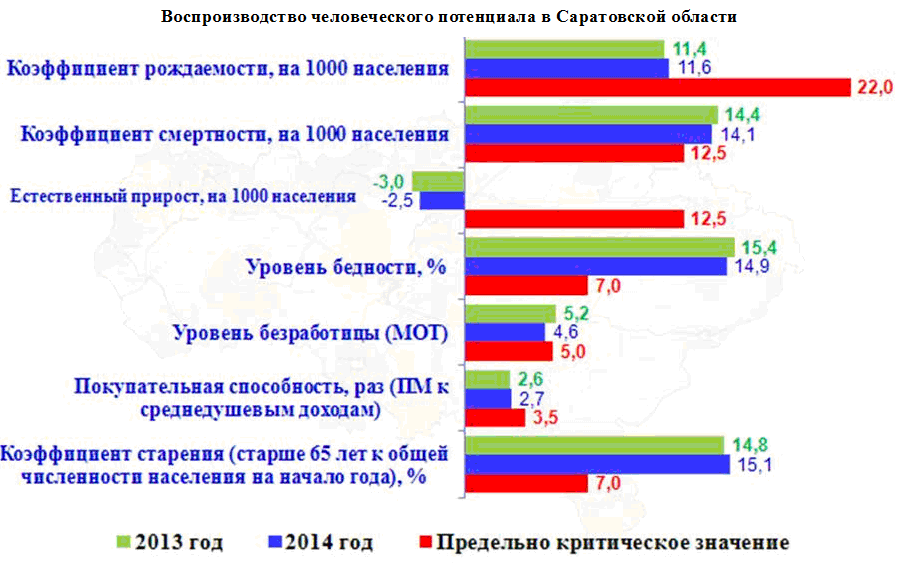 Воспроизводство человеческого потенциала в Саратовской области
Коэффициент рождаемости, на 1000 населения
11,4
11,6
22,0
Коэффициент смертности, на 1000 населения
14,4
14,1
12,5
Естественный прирост, на 1000 населения
-3,0
-2,5
12,5
Уровень бедности, %
15,4
14,9
7,0
Уровень безработицы (МОТ)
5,2
4,6
5,0
Покупательная способность, раз (ПМ к
среднедушевым доходам)
2,6
2,7
3,5
Коэффициент старения (старше 65 лет к общей
численности населения на начало года), %
14,8
15,1
7,0
2013 год
2014 год
Предельно критическое значение